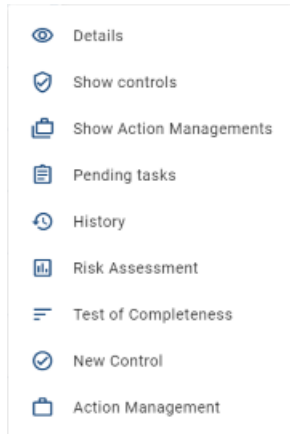 Details
Show controls
Show Action Managements
Pending tasks
History
Risk Assessment
Test of Completeness
New Control
Action Management